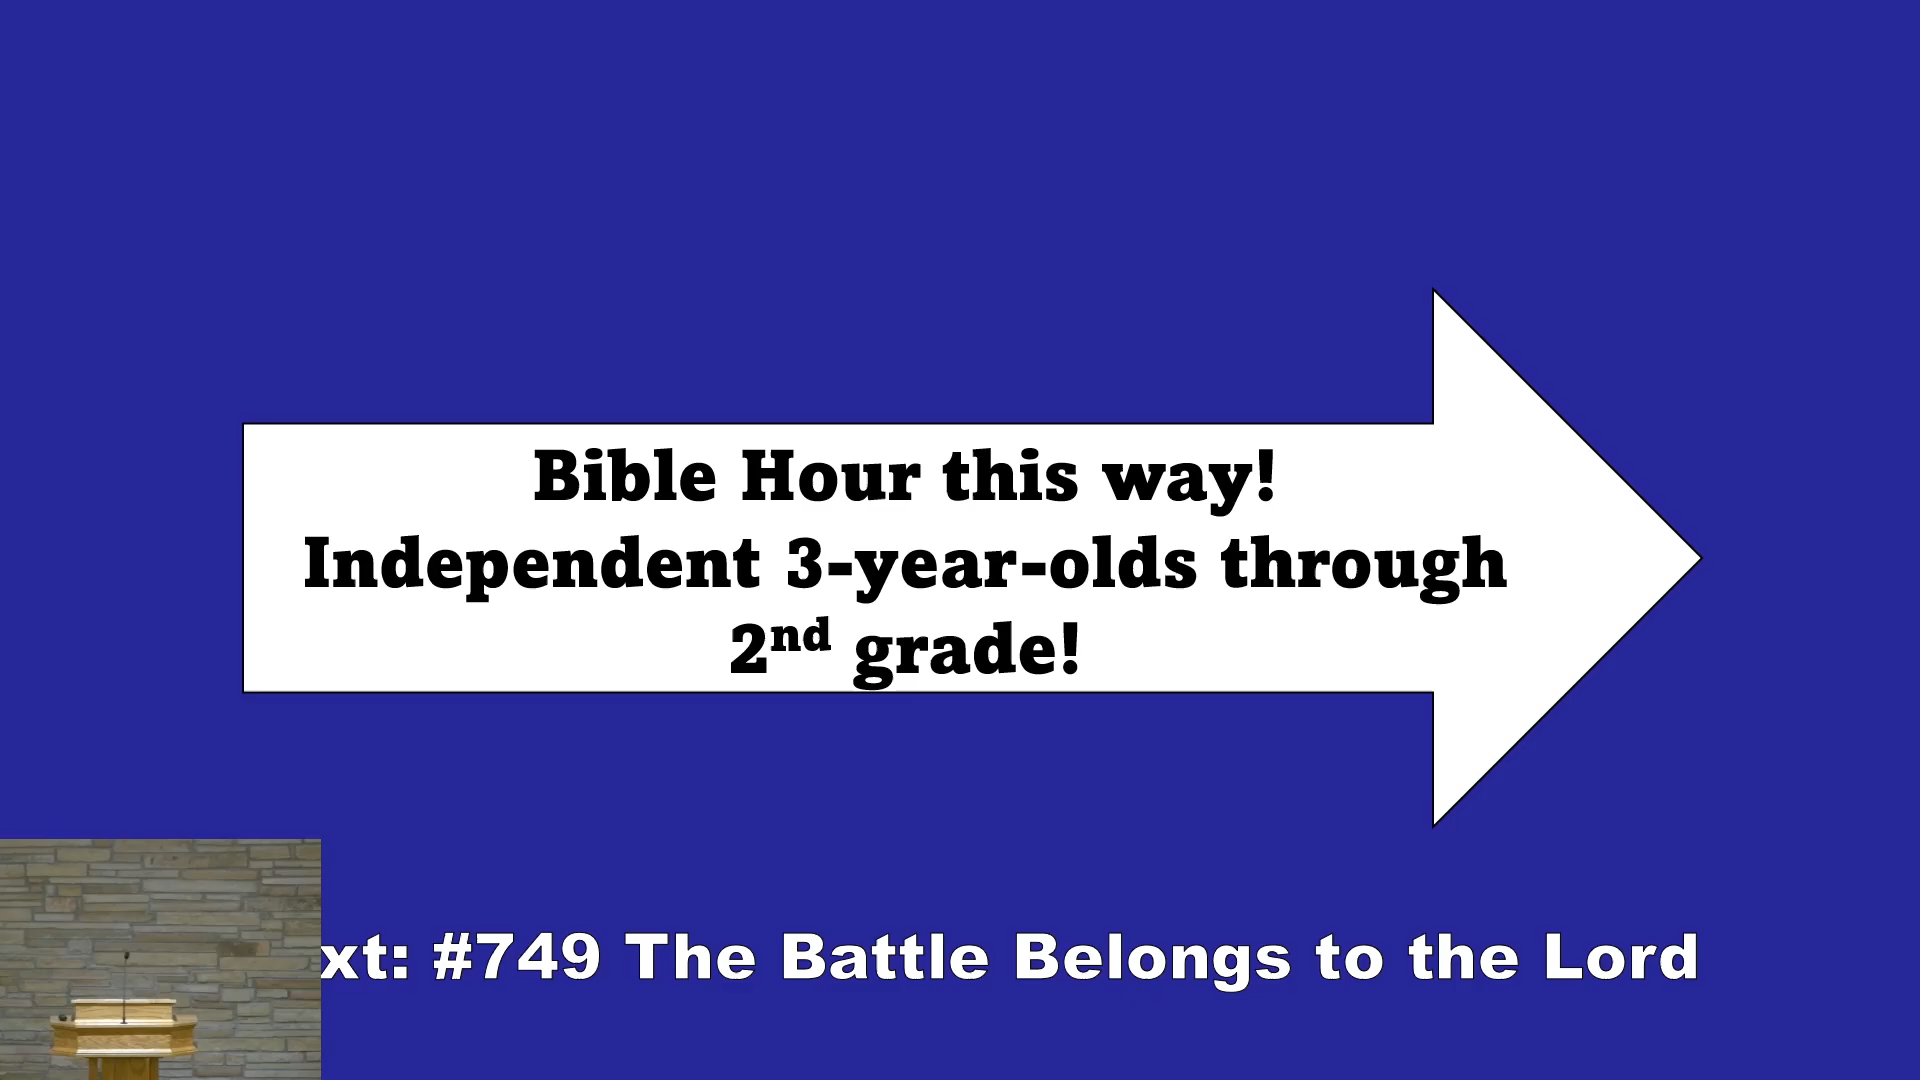 Bible Hour this way!
Independent 3-year-olds through
2nd grade!
xt: #749 The Battle Belongs to the Lord